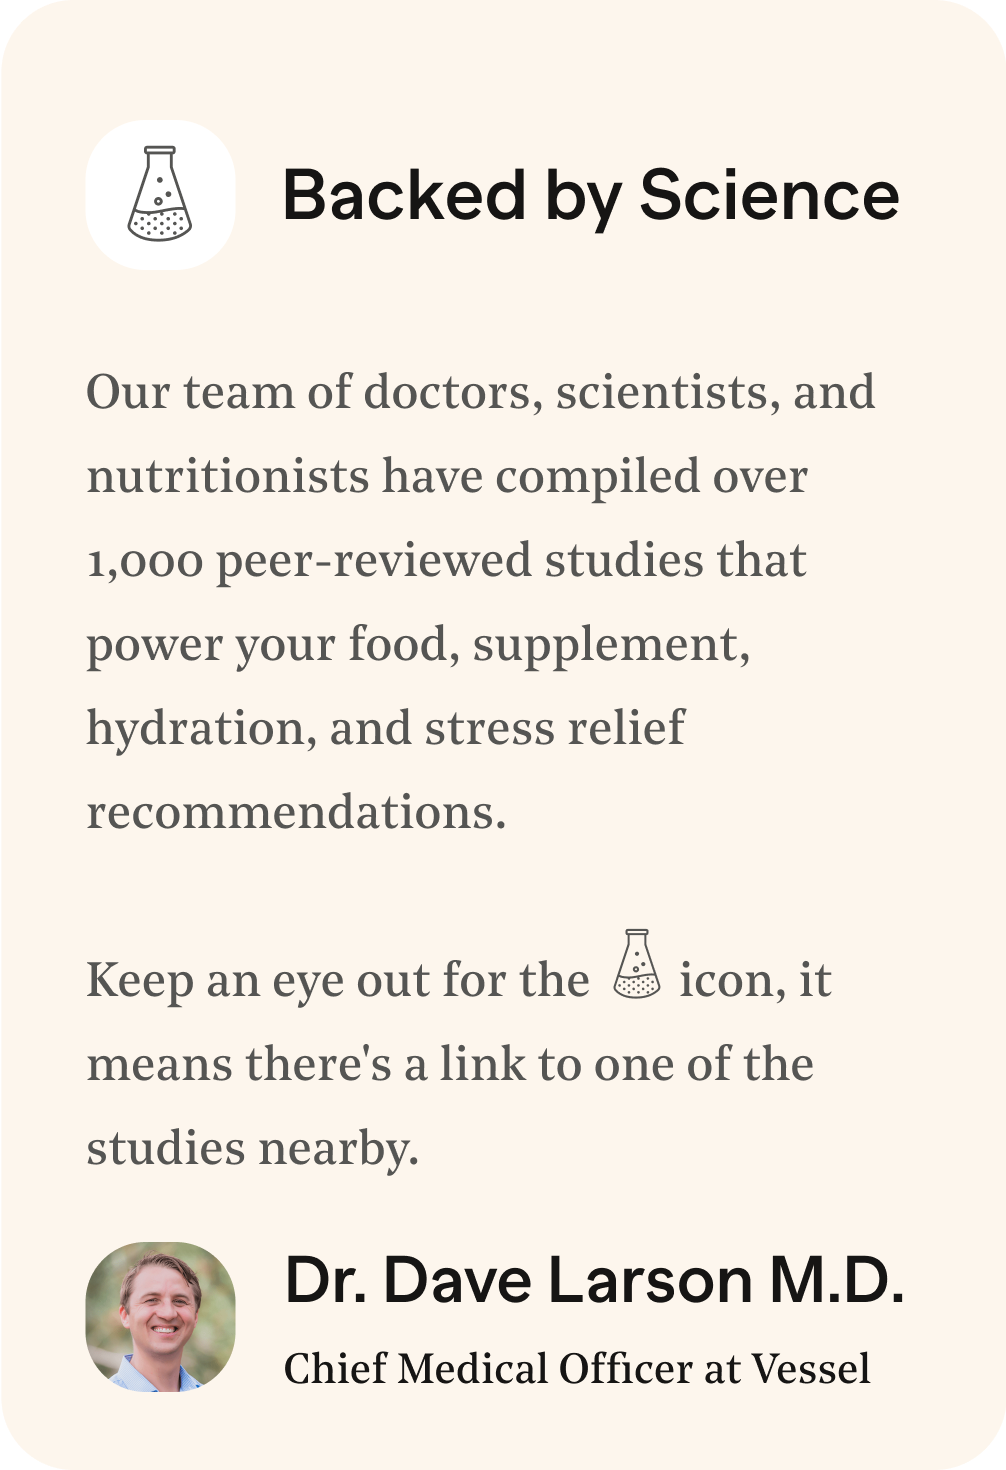 Backed by Science
Our team of doctors, scientists, and
nutritionists have compiled over
1,000 peer-reviewed studies that
power your food, supplement,
hydration, and stress relief
recommendations.
Keep an eye out for the icon, it
means there's a link to one of the
studies nearby.
Dr. Dave Larson M.D.
Chief Medical Officer at Vessel